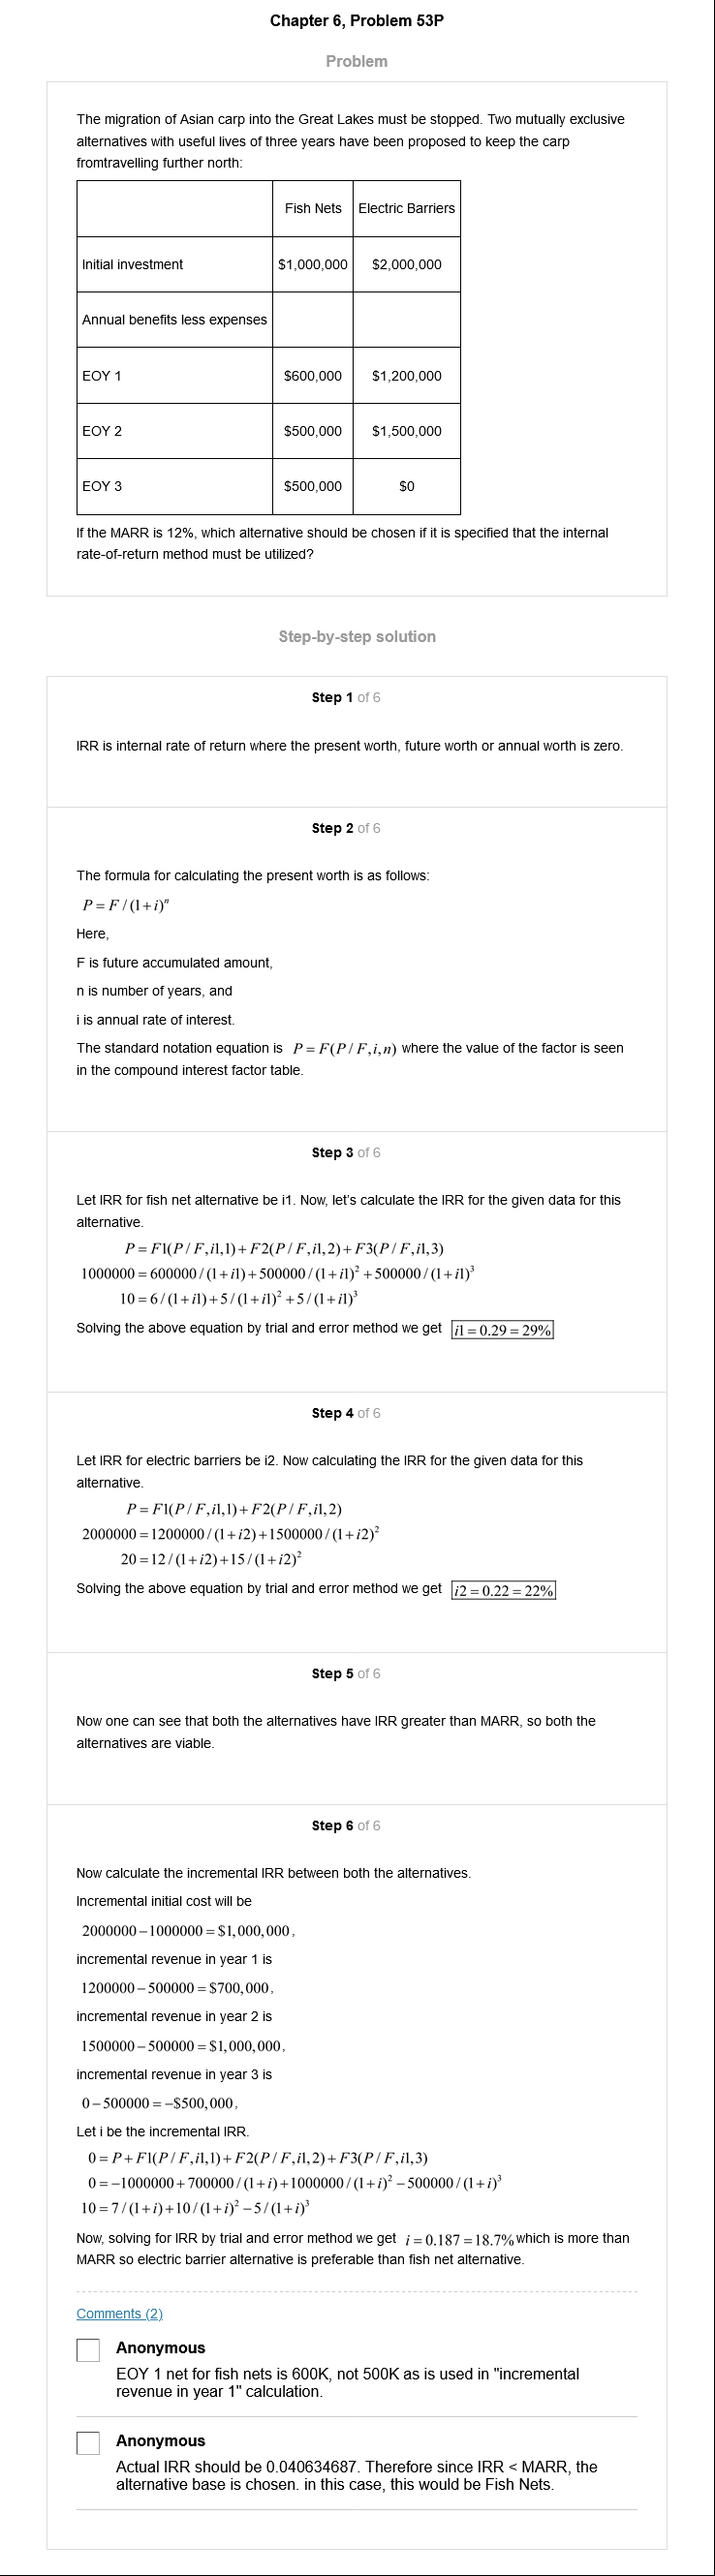 Chapter 6, Problem 53P
Problem
The migration of Asian carp into the Great Lakes must be stopped. Two mutually exclusive
alternatives with useful lives of three years have been proposed to keep the carp
fromtravelling further north:
Fish Nets Electric Barriers
Initial investment $1,000,000 $2,000,000
Annual benefits less expenses
EOY 1 $600,000 $1,200,000
EOY 2 $500,000 $1,500,000
EOY 3 $500,000 $0
If the MARR is 12%, which alternative should be chosen if it is specified that the internal
rate-of-return method must be utilized?
Step-by-step solution
Step 1 of 6
IRR is internal rate of return where the present worth, future worth or annual worth is zero.
Step 2 of 6
The formula for calculating the present worth is as follows:
P = F / (1+i)ⁿ
Here,
F is future accumulated amount,
n is number of years, and
i is annual rate of interest.
The standard notation equation is P = F(P / F,i,n) where the value of the factor is seen
in the compound interest factor table.
Step 3 of 6
Let IRR for fish net alternative be i1. Now, let's calculate the IRR for the given data for this
alternative.
P = F1(P / F,i1,1)+F2(P / F,i1,2)+F3(P / F,i1,3)
1000000 = 600000/(1+i1)+500000/(1+i1)²+500000/(1+i1)³
10 = 6/(1+i1)+5/(1+i1)²+5/(1+i1)³
Solving the above equation by trial and error method we get i1 = 0.29 = 29%
Step 4 of 6
Let IRR for electric barriers be i2. Now calculating the IRR for the given data for this
alternative.
P = F1(P / F,i1,1)+F2(P / F,i1,2)
2000000 = 1200000/(1+i2)+1500000/(1+i2)²
20 = 12/(1+i2)+15/(1+i2)²
Solving the above equation by trial and error method we get i2 = 0.22 = 22%
Step 5 of 6
Now one can see that both the alternatives have IRR greater than MARR, so both the
alternatives are viable.
Step 6 of 6
Now calculate the incremental IRR between both the alternatives.
Incremental initial cost will be
2000000−1000000 = $1,000,000,
incremental revenue in year 1 is
1200000−500000 = $700,000,
incremental revenue in year 2 is
1500000−500000 = $1,000,000,
incremental revenue in year 3 is
0−500000 = −$500,000,
Let i be the incremental IRR.
0 = P+F1(P / F,i1,1)+F2(P / F,i1,2)+F3(P / F,i1,3)
0 = −1000000+700000/(1+i)+1000000/(1+i)²−500000/(1+i)³
10 = 7/(1+i)+10/(1+i)²−5/(1+i)³
Now, solving for IRR by trial and error method we get i = 0.187 = 18.7% which is more than
MARR so electric barrier alternative is preferable than fish net alternative.
Comments (2)
Anonymous
EOY 1 net for fish nets is 600K, not 500K as is used in "incremental
revenue in year 1" calculation.
Anonymous
Actual IRR should be 0.040634687. Therefore since IRR < MARR, the
alternative base is chosen. in this case, this would be Fish Nets.